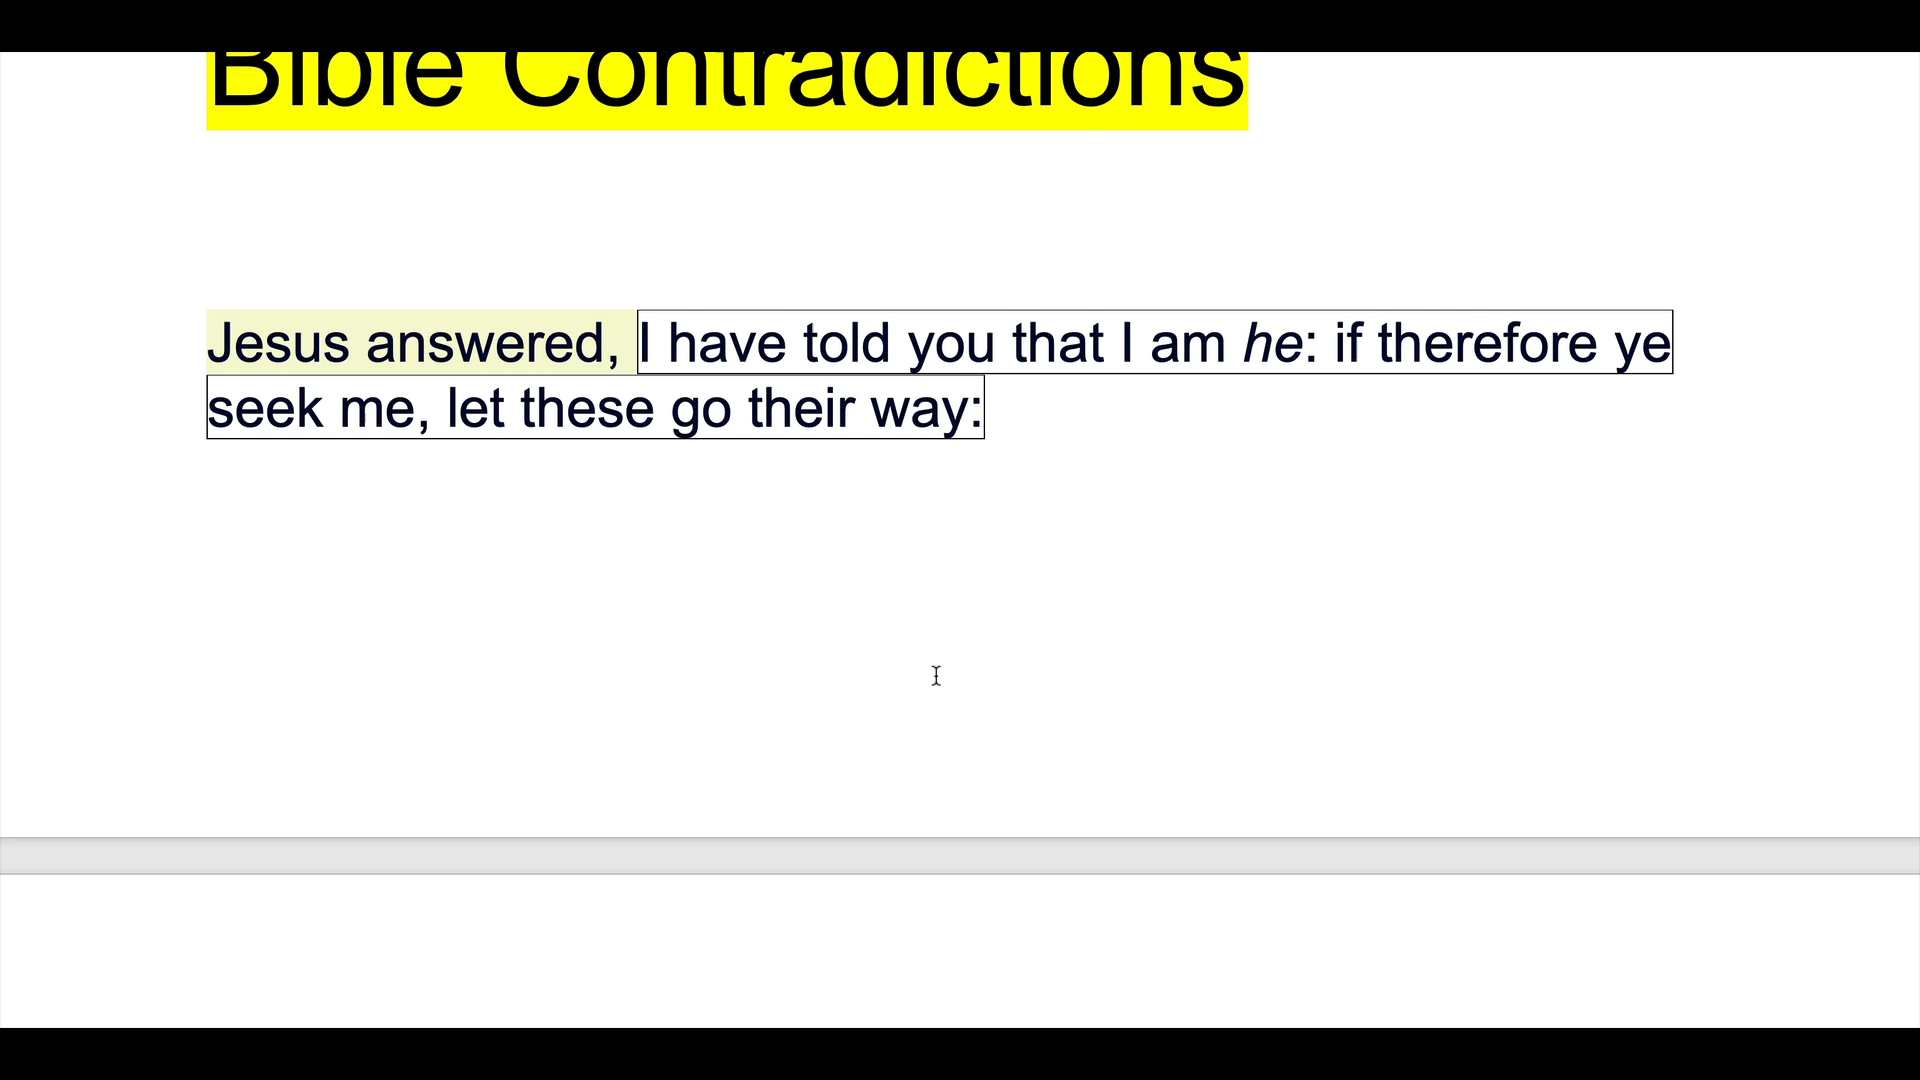 Bible Contradictions
Jesus answered, I have told you that I am he: if therefore ye
seek me, let these go their way: